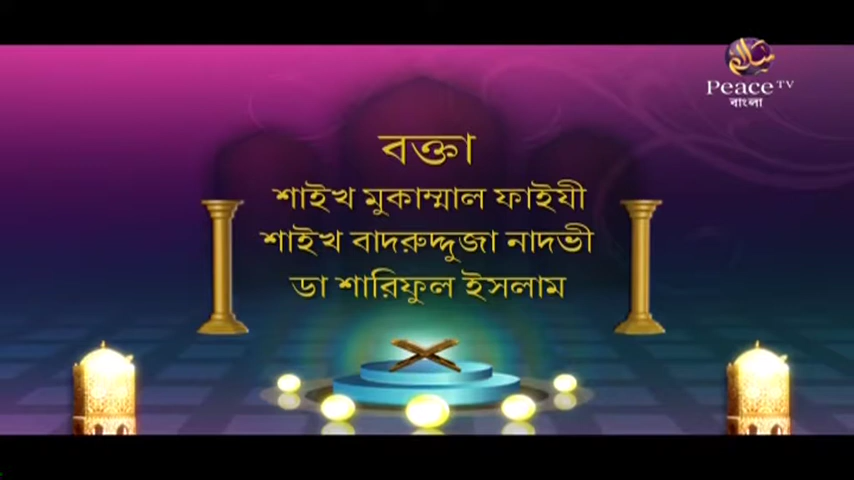 Peace TV
বাংলা
বক্তা
শাইখ মুকাম্মাল ফাইযী
শাইখ বাদরুদ্দুজা নাদভী
ডা শারিফুল ইসলাম